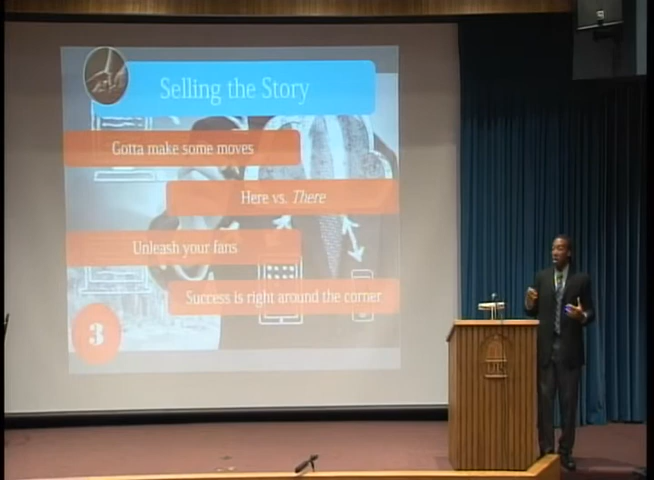 Selling the Story
Gotta make some moves
Here vs. There
Unleash your fans
Success is right around the corner
3